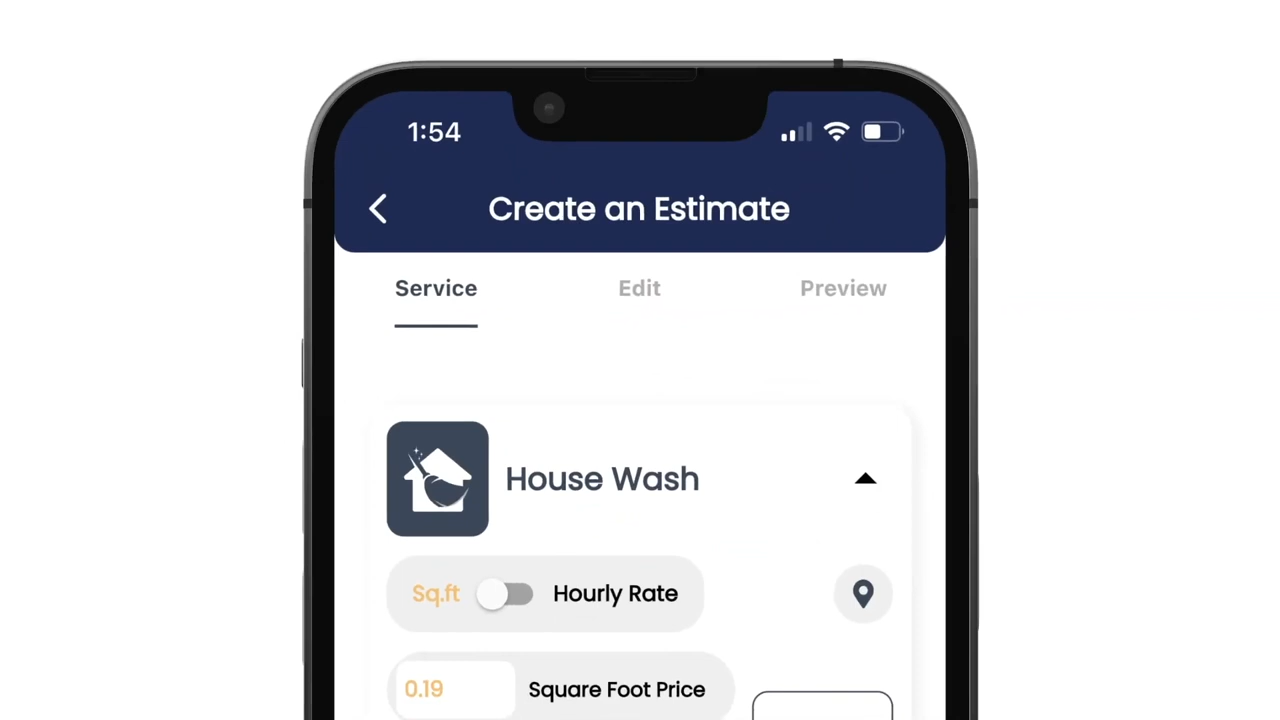 1:54
Create an Estimate
Service Edit Preview
House Wash
Sq.ft Hourly Rate
0.19 Square Foot Price